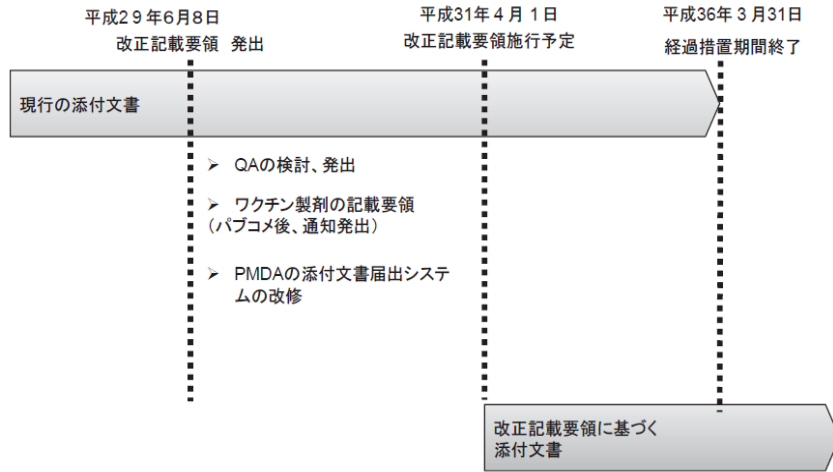 平成29年6月8日
改正記載要領　発出
平成31年4月1日
改正記載要領施行予定
平成36年3月31日
経過措置期間終了
現行の添付文書
➢ QAの検討、発出
➢ ワクチン製剤の記載要領
（パブコメ後、通知発出）
➢ PMDAの添付文書届出システ
ムの改修
改正記載要領に基づく
添付文書